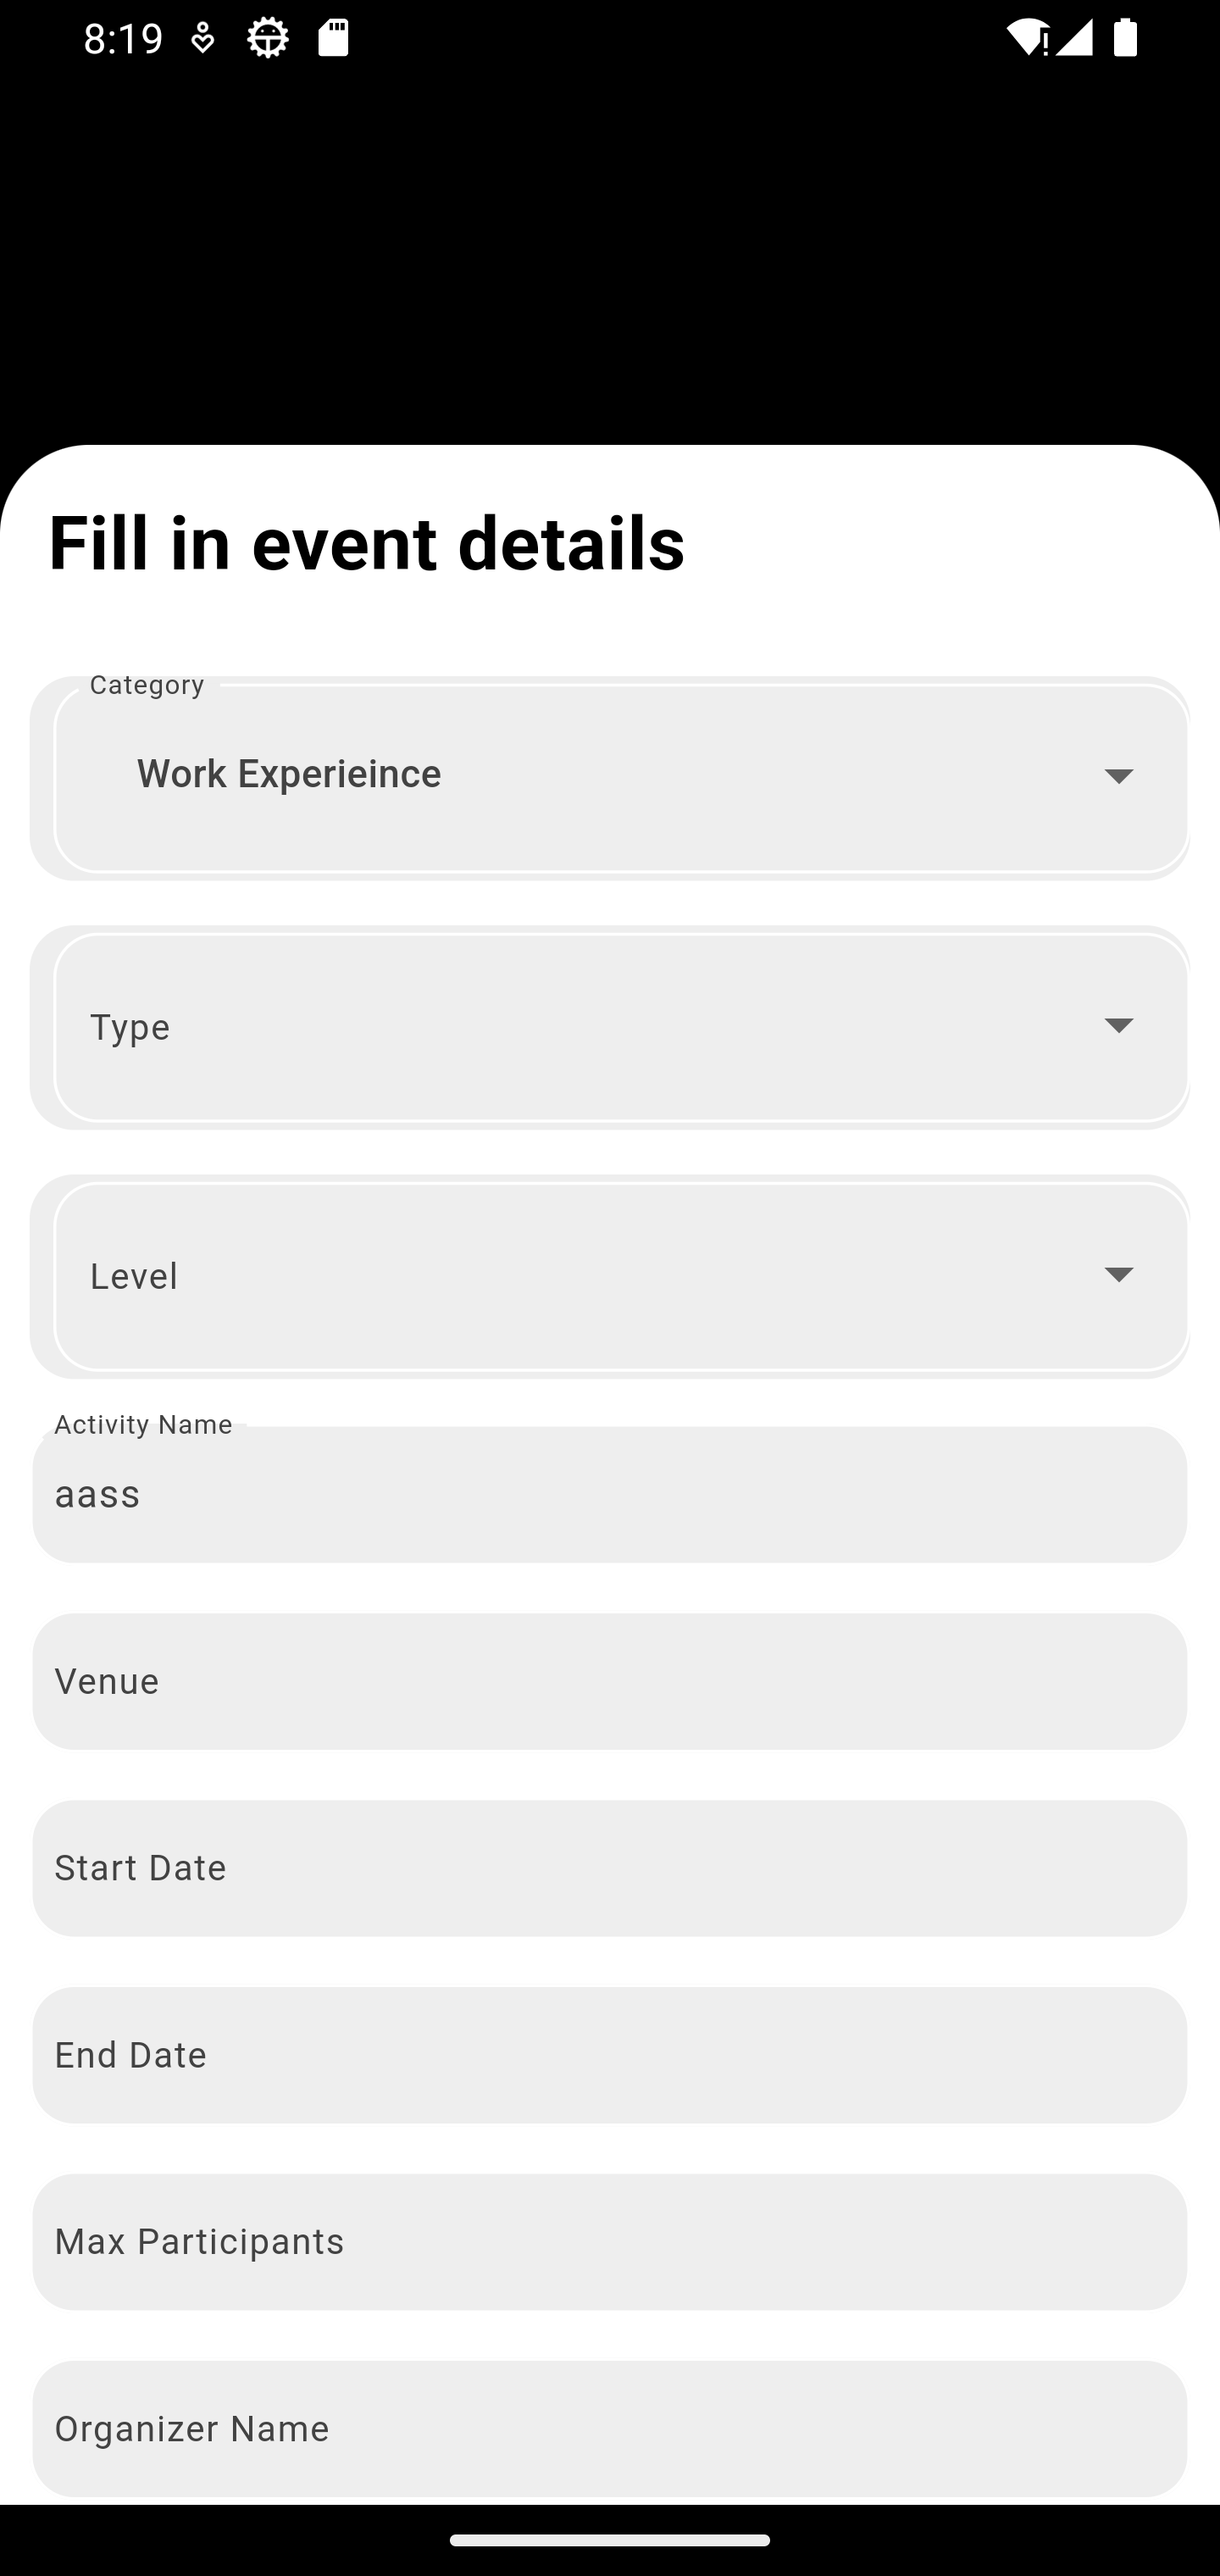 8:19
Fill in event details
Category
Work Experieince
Type
Level
Activity Name
aass
Venue
Start Date
End Date
Max Participants
Organizer Name